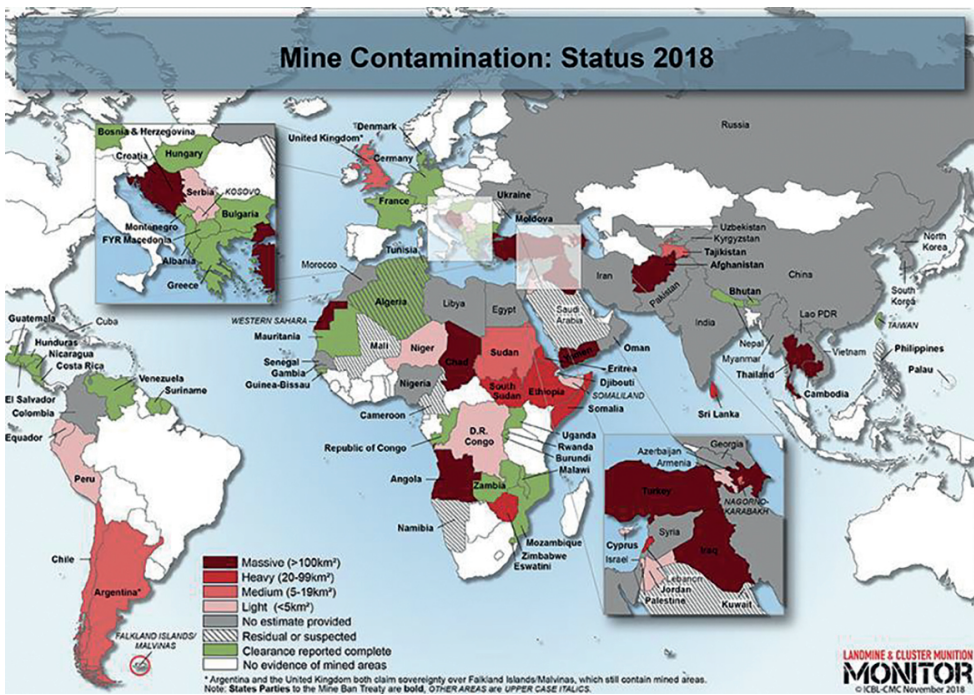 Mine Contamination: Status 2018
Bosnia & Herzegovina
Croatia
Hungary
Serbia
KOSOVO
Bulgaria
Montenegro
FYR Macedonia
Albania
Greece
Denmark
United Kingdom*
Germany
France
Ukraine
Moldova
Russia
Uzbekistan
Kyrgyzstan
Tajikistan
Afghanistan
North
Korea
South
Korea
China
Iran
Pakistan
Bhutan
India
Nepal
Myanmar
Lao PDR
Vietnam
Thailand
Cambodia
TAIWAN
Philippines
Palau
Sri Lanka
Tunisia
Morocco
WESTERN SAHARA
Algeria
Libya
Egypt
Saudi
Arabia
Oman
Yemen
Mauritania
Mali
Niger
Chad
Sudan
Eritrea
Djibouti
SOMALILAND
Somalia
Ethiopia
South
Sudan
Senegal
Gambia
Guinea-Bissau
Nigeria
Cameroon
Republic of Congo
D.R.
Congo
Uganda
Rwanda
Burundi
Malawi
Angola
Zambia
Namibia
Mozambique
Zimbabwe
Eswatini
Guatemala
Cuba
Hunduras
Nicaragua
Costa Rica
El Salvador
Colombia
Venezuela
Suriname
Equador
Peru
Chile
Argentina*
FALKLAND ISLANDS/
MALVINAS
Georgia
Azerbaijan
Armenia
Turkey
NAGORNO-
KARABAKH
Cyprus
Syria
Iraq
Israel
Lebanon
Jordan
Palestine
Kuwait
Massive (>100km²)
Heavy (20-99km²)
Medium (5-19km²)
Light (<5km²)
No estimate provided
Residual or suspected
Clearance reported complete
No evidence of mined areas
* Argentina and the United Kingdom both claim sovereignty over Falkland Islands/Malvinas, which still contain mined areas.
Note: States Parties to the Mine Ban Treaty are bold, OTHER AREAS are UPPER CASE ITALICS.
LANDMINE & CLUSTER MUNITION
MONITOR
© ICBL-CMC November 2018